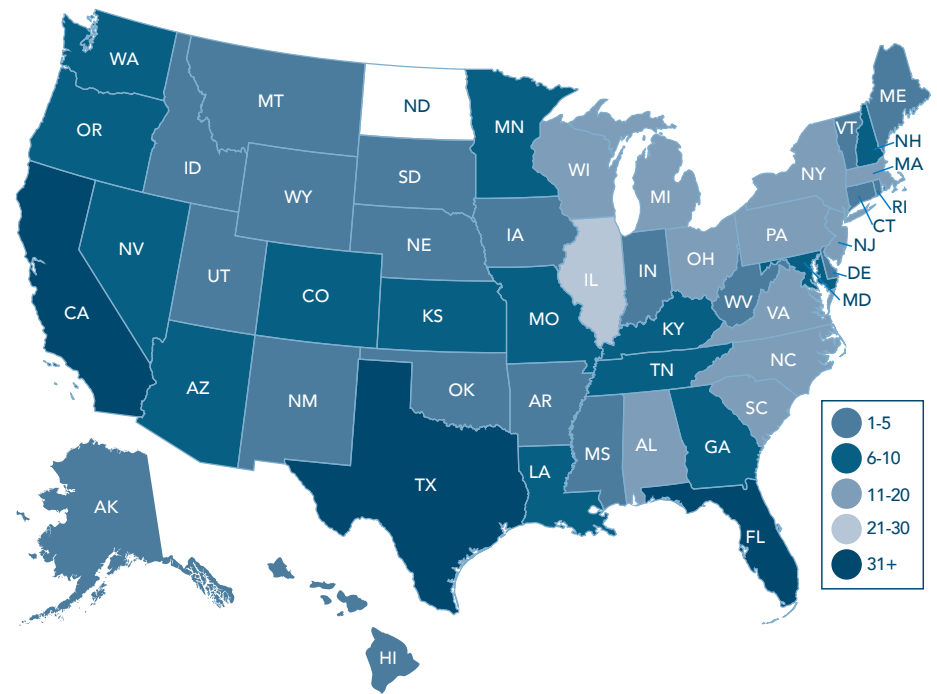 WA
OR
CA
NV
ID
MT
WY
UT
AZ
CO
NM
ND
SD
NE
KS
OK
TX
MN
IA
MO
AR
LA
WI
IL
MI
IN
OH
KY
TN
MS
AL
GA
FL
SC
NC
VA
WV
PA
NY
VT
ME
NH
MA
RI
CT
NJ
DE
MD
AK
HI
1-5
6-10
11-20
21-30
31+